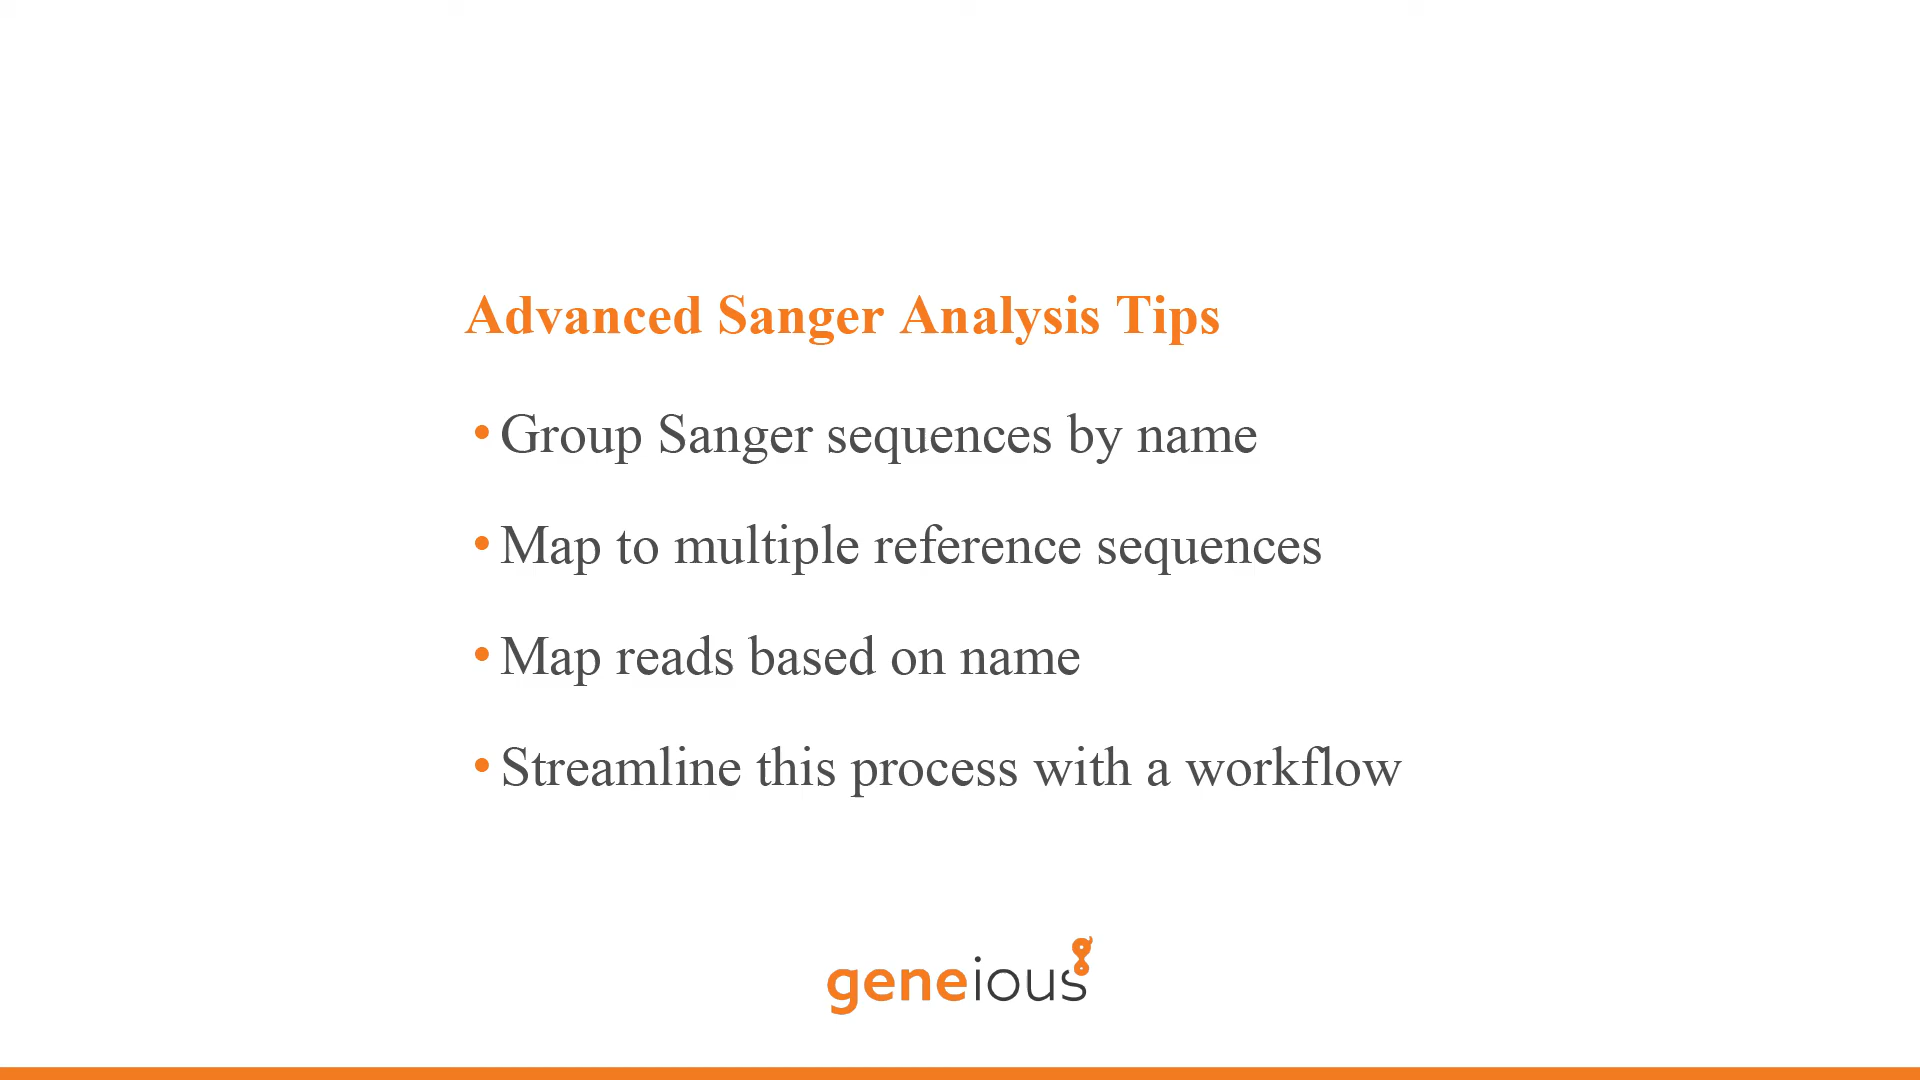 Advanced Sanger Analysis Tips
• Group Sanger sequences by name
• Map to multiple reference sequences
• Map reads based on name
• Streamline this process with a workflow
geneious